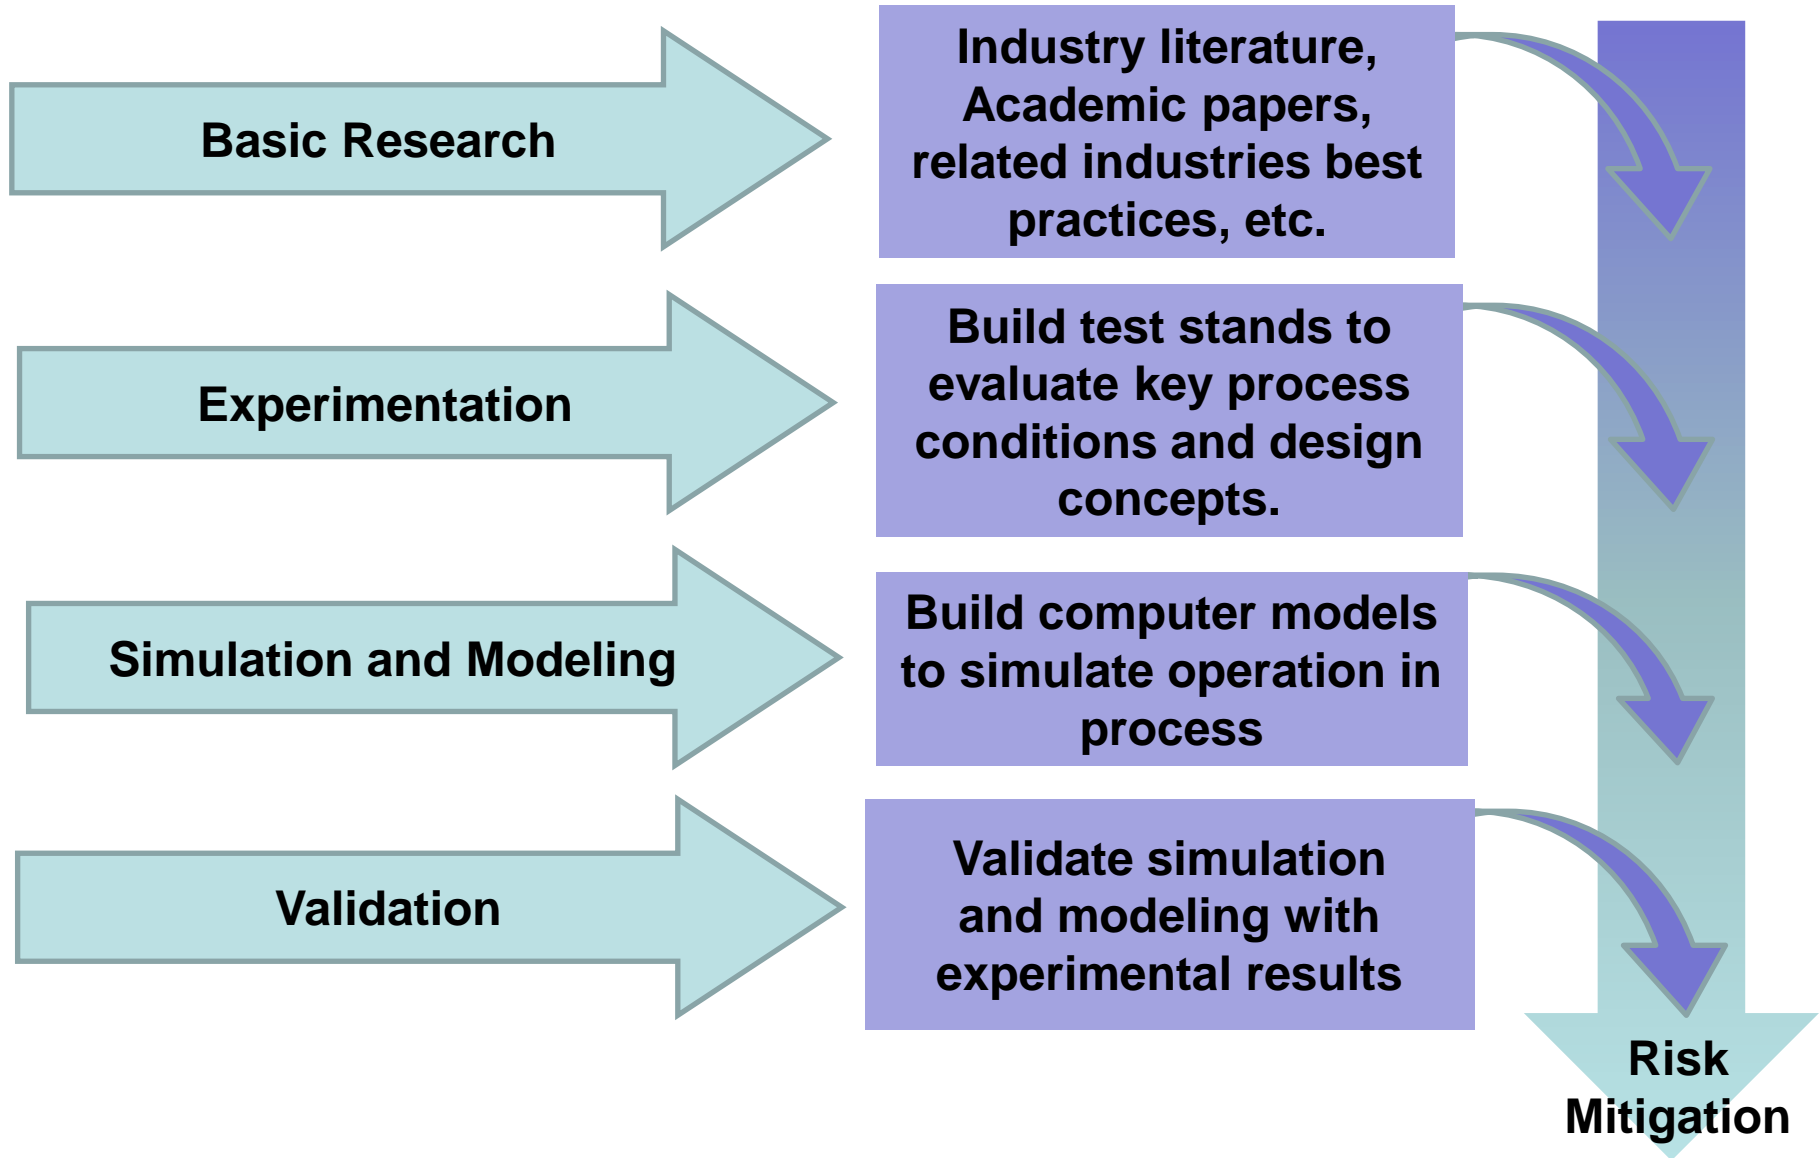 Basic Research
Industry literature,
Academic papers,
related industries best
practices, etc.
Experimentation
Build test stands to
evaluate key process
conditions and design
concepts.
Simulation and Modeling
Build computer models
to simulate operation in
process
Validation
Validate simulation
and modeling with
experimental results
Risk
Mitigation